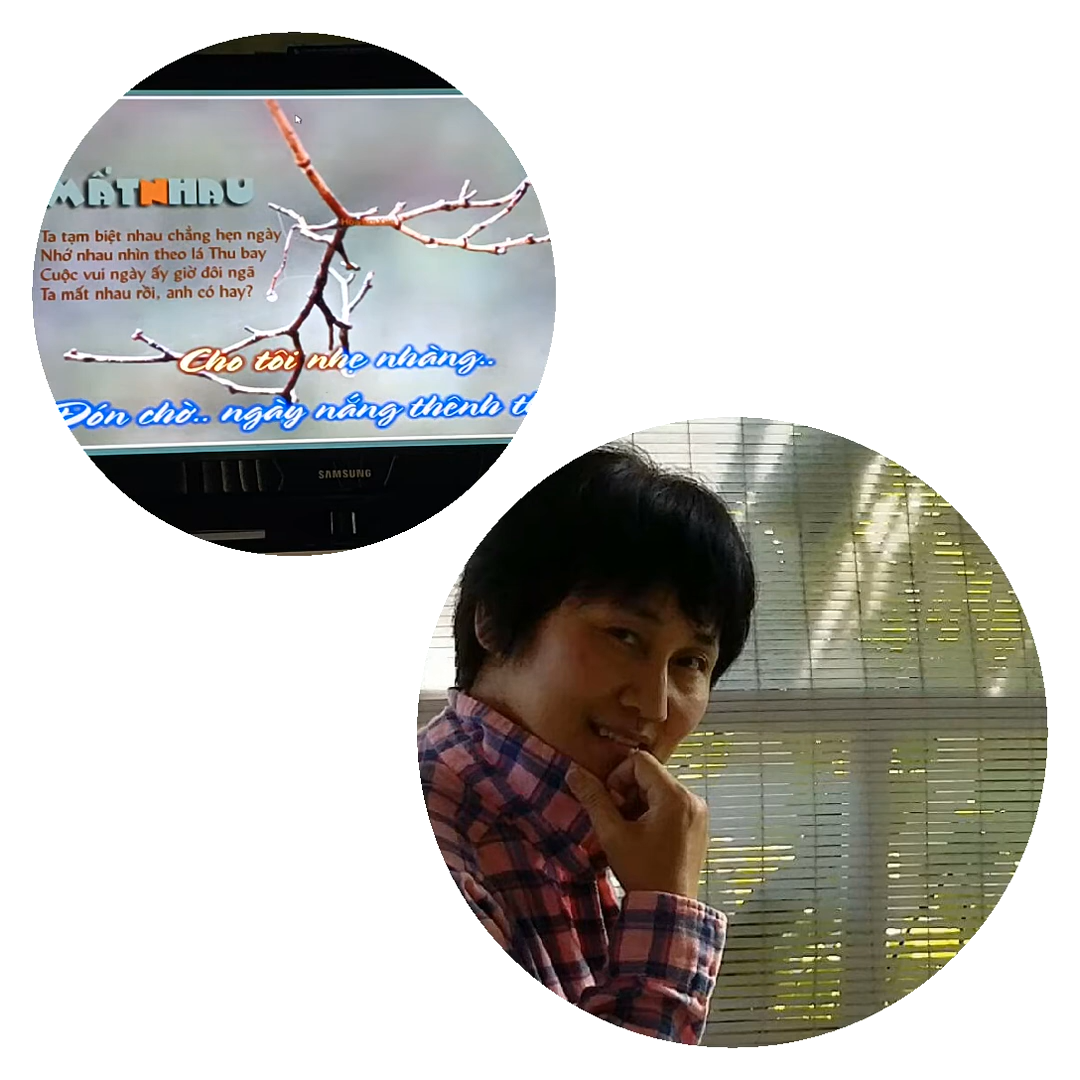 MẤT NHAU
Ta tạm biệt nhau chẳng hẹn ngày
Nhớ nhau nhìn theo lá Thu bay
Cuộc vui ngày ấy giờ đôi ngã
Ta mất nhau rồi, anh có hay?
Cho tôi nhẹ nhàng..
Đón chờ.. ngày nắng thênh
SAMSUNG